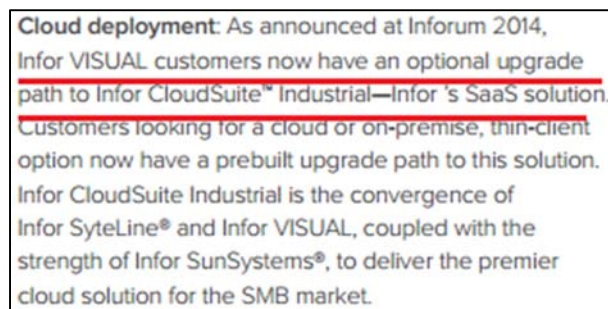 Cloud deployment: As announced at Inforum 2014,
Infor VISUAL customers now have an optional upgrade
path to Infor CloudSuite™ Industrial—Infor 's SaaS solution.
Customers looking for a cloud or on-premise, thin-client
option now have a prebuilt upgrade path to this solution.
Infor CloudSuite Industrial is the convergence of
Infor SyteLine® and Infor VISUAL, coupled with the
strength of Infor SunSystems®, to deliver the premier
cloud solution for the SMB market.